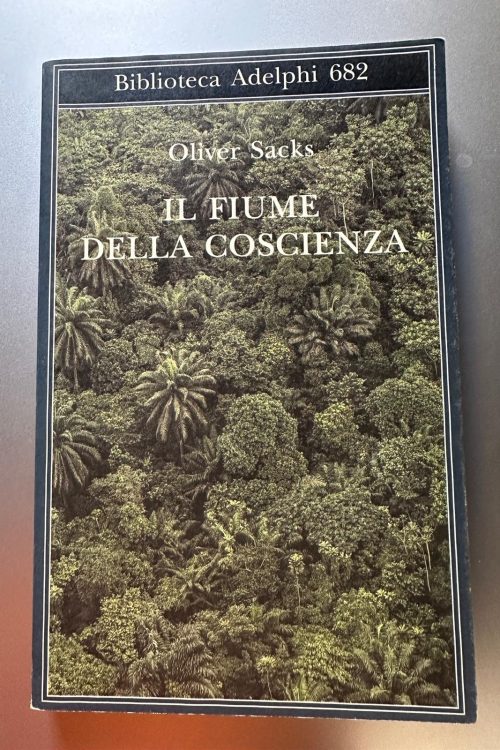 Biblioteca Adelphi 682
Oliver Sacks
IL FIUME
DELLA COSCIENZA